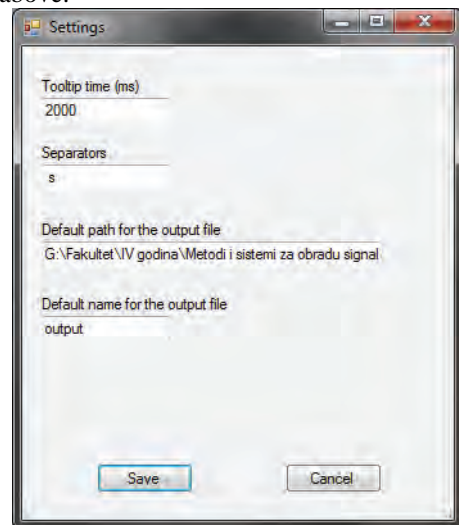 above.
Settings
Tooltip time (ms)
2000
Separators
s
Default path for the output file
G:\Fakultet\IV godina\Metodi i sistemi za obradu signal
Default name for the output file
output
Save Cancel